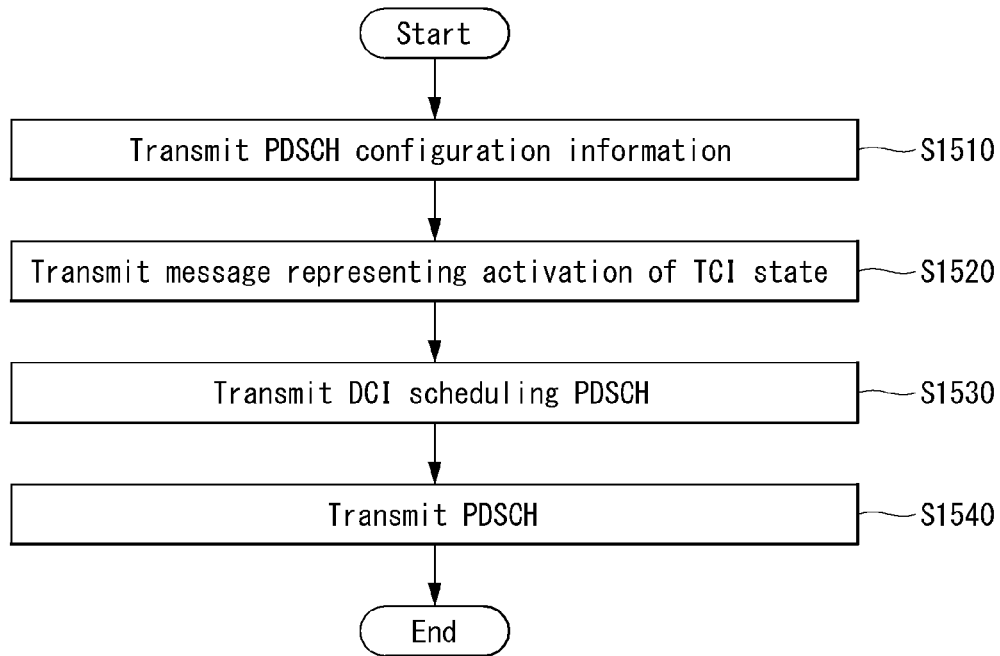 Start
Transmit PDSCH configuration information
S1510
Transmit message representing activation of TCI state
S1520
Transmit DCI scheduling PDSCH
S1530
Transmit PDSCH
S1540
End